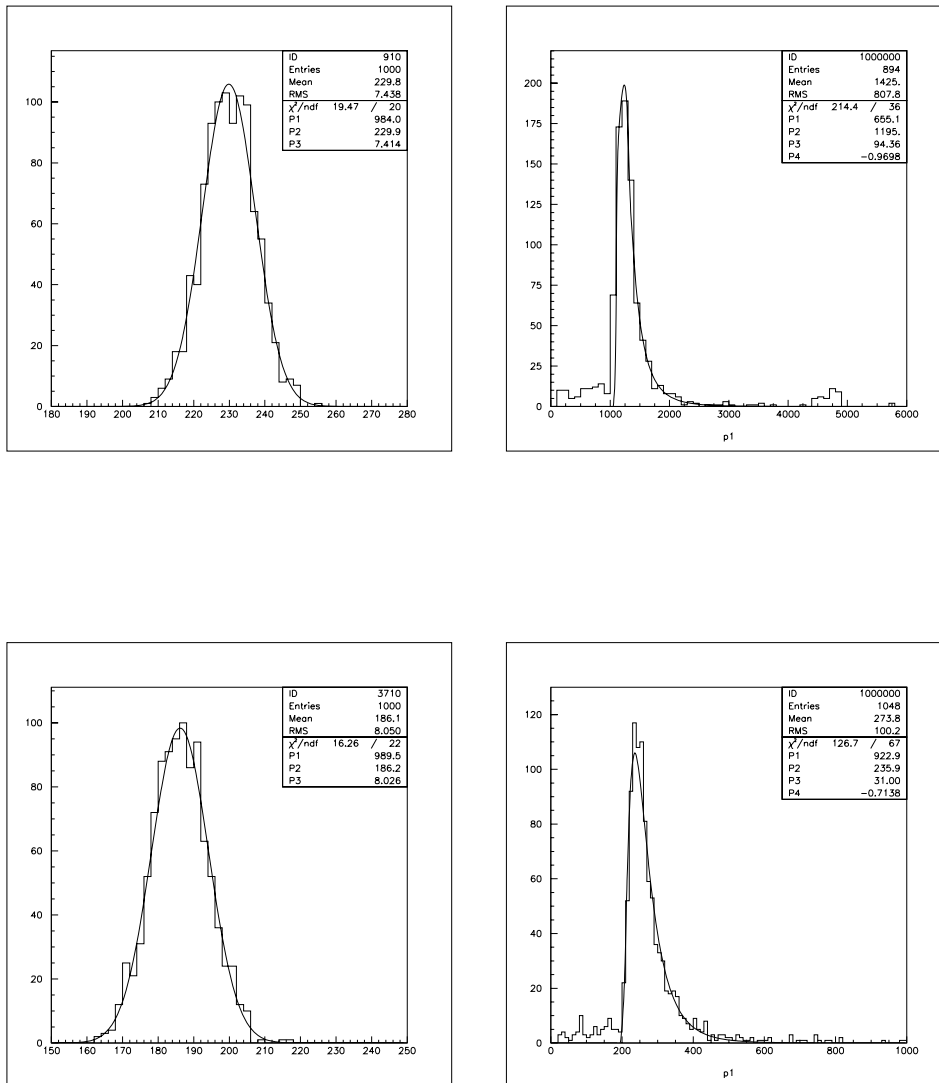 ID 910
Entries 1000
Mean 229.8
RMS 7.438
χ²/ndf 19.47 / 20
P1 984.0
P2 229.9
P3 7.414
100
80
60
40
20
0
180 190 200 210 220 230 240 250 260 270 280
ID 1000000
Entries 894
Mean 1425.
RMS 807.8
χ²/ndf 214.4 / 36
P1 655.1
P2 1195.
P3 94.36
P4 −0.9698
200
175
150
125
100
75
50
25
0
0 1000 2000 3000 4000 5000 6000
p1
ID 3710
Entries 1000
Mean 186.1
RMS 8.050
χ²/ndf 16.26 / 22
P1 989.5
P2 186.2
P3 8.026
100
80
60
40
20
0
150 160 170 180 190 200 210 220 230 240 250
ID 1000000
Entries 1048
Mean 273.8
RMS 100.2
χ²/ndf 126.7 / 67
P1 922.9
P2 235.9
P3 31.00
P4 −0.7138
120
100
80
60
40
20
0
0 200 400 600 800 1000
p1